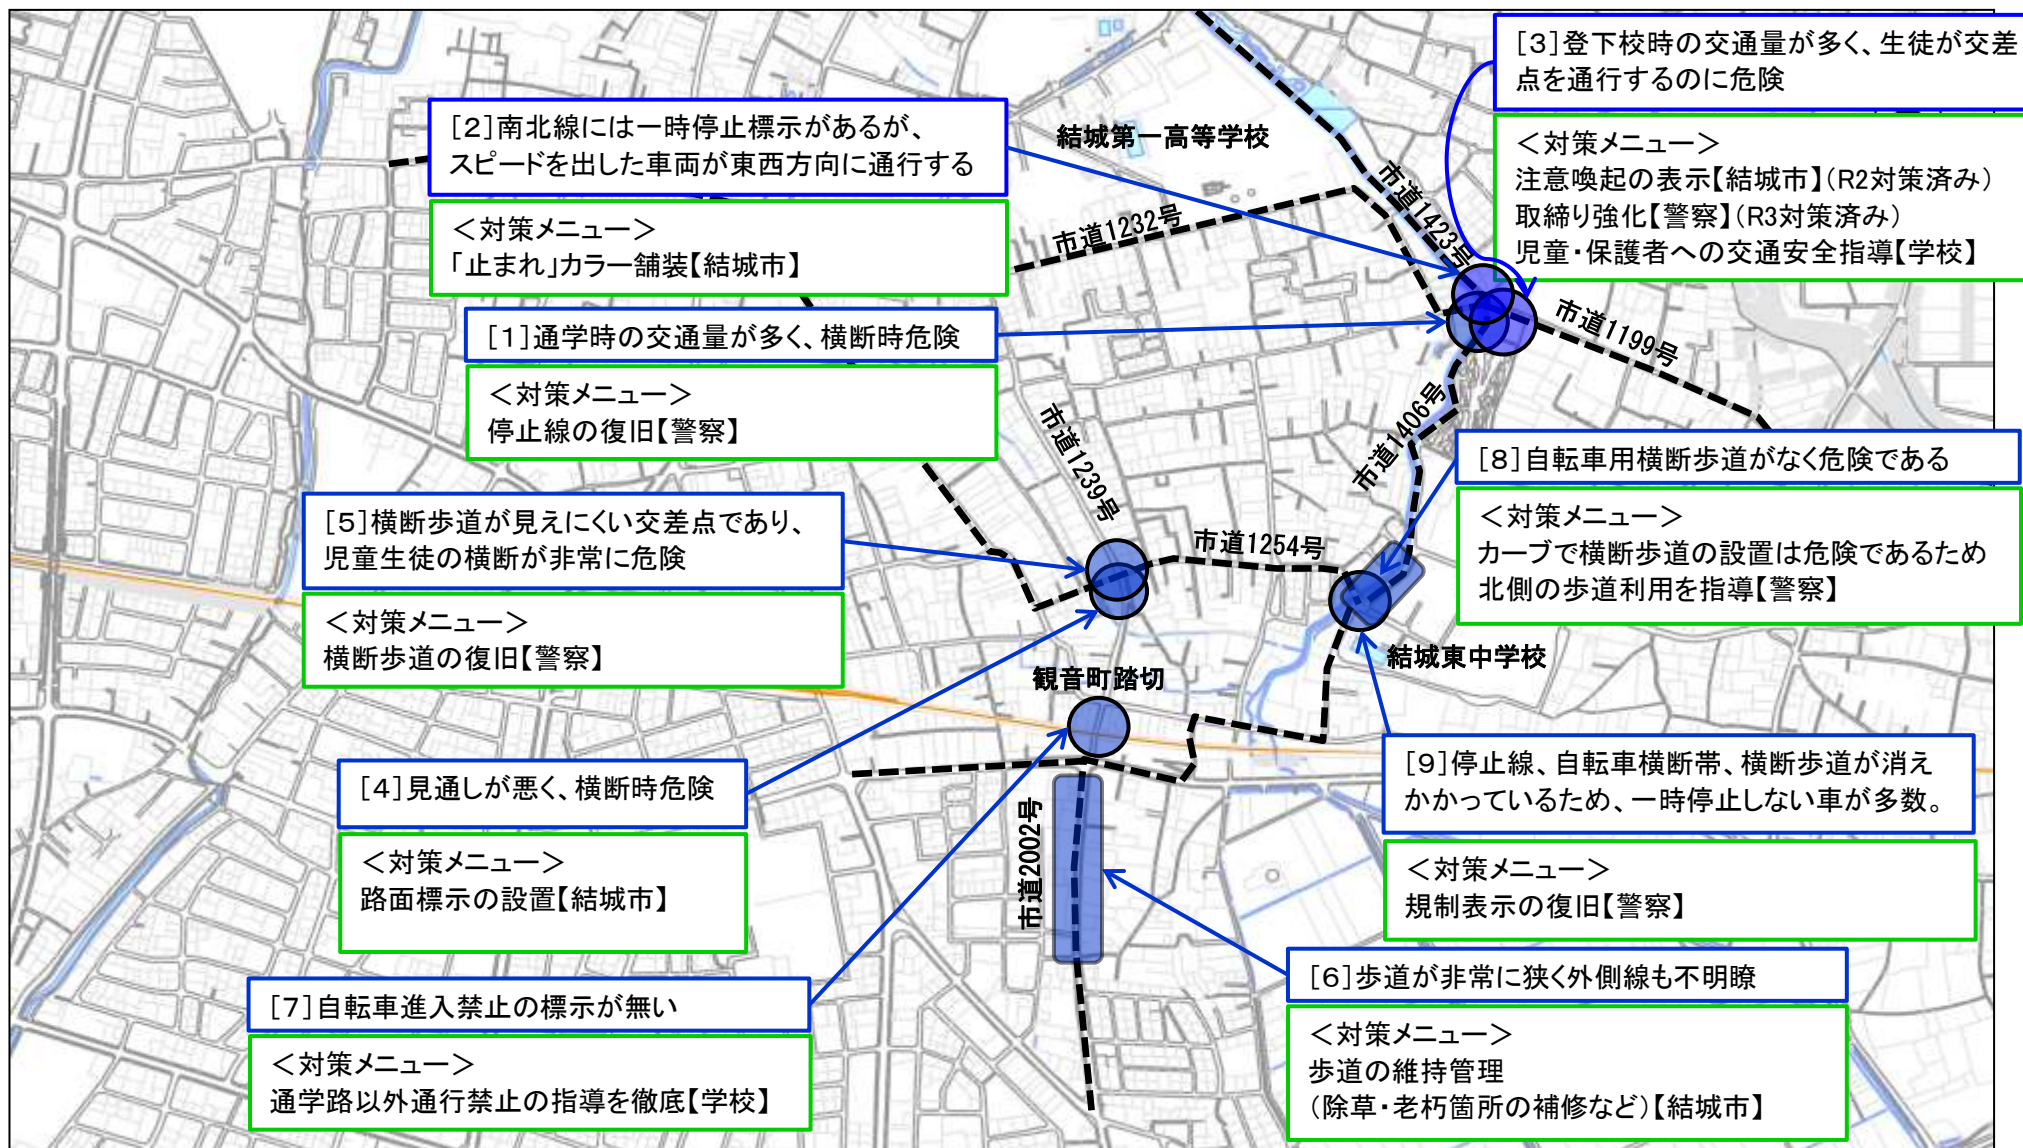 [3]登下校時の交通量が多く、生徒が交差
点を通行するのに危険
＜対策メニュー＞
注意喚起の表示【結城市】(R2対策済み)
取締り強化【警察】(R3対策済み)
児童・保護者への交通安全指導【学校】
[2]南北線には一時停止標示があるが、
スピードを出した車両が東西方向に通行する
＜対策メニュー＞
「止まれ」カラー舗装【結城市】
結城第一高等学校
市道1423号
市道1232号
市道1199号
[1]通学時の交通量が多く、横断時危険
＜対策メニュー＞
停止線の復旧【警察】
市道1239号
市道1406号
[8]自転車用横断歩道がなく危険である
＜対策メニュー＞
カーブで横断歩道の設置は危険であるため
北側の歩道利用を指導【警察】
[5]横断歩道が見えにくい交差点であり、
児童生徒の横断が非常に危険
＜対策メニュー＞
横断歩道の復旧【警察】
市道1254号
結城東中学校
観音町踏切
[4]見通しが悪く、横断時危険
＜対策メニュー＞
路面標示の設置【結城市】
市道2002号
[9]停止線、自転車横断帯、横断歩道が消え
かかっているため、一時停止しない車が多数。
＜対策メニュー＞
規制表示の復旧【警察】
[7]自転車進入禁止の標示が無い
＜対策メニュー＞
通学路以外通行禁止の指導を徹底【学校】
[6]歩道が非常に狭く外側線も不明瞭
＜対策メニュー＞
歩道の維持管理
(除草・老朽箇所の補修など)【結城市】